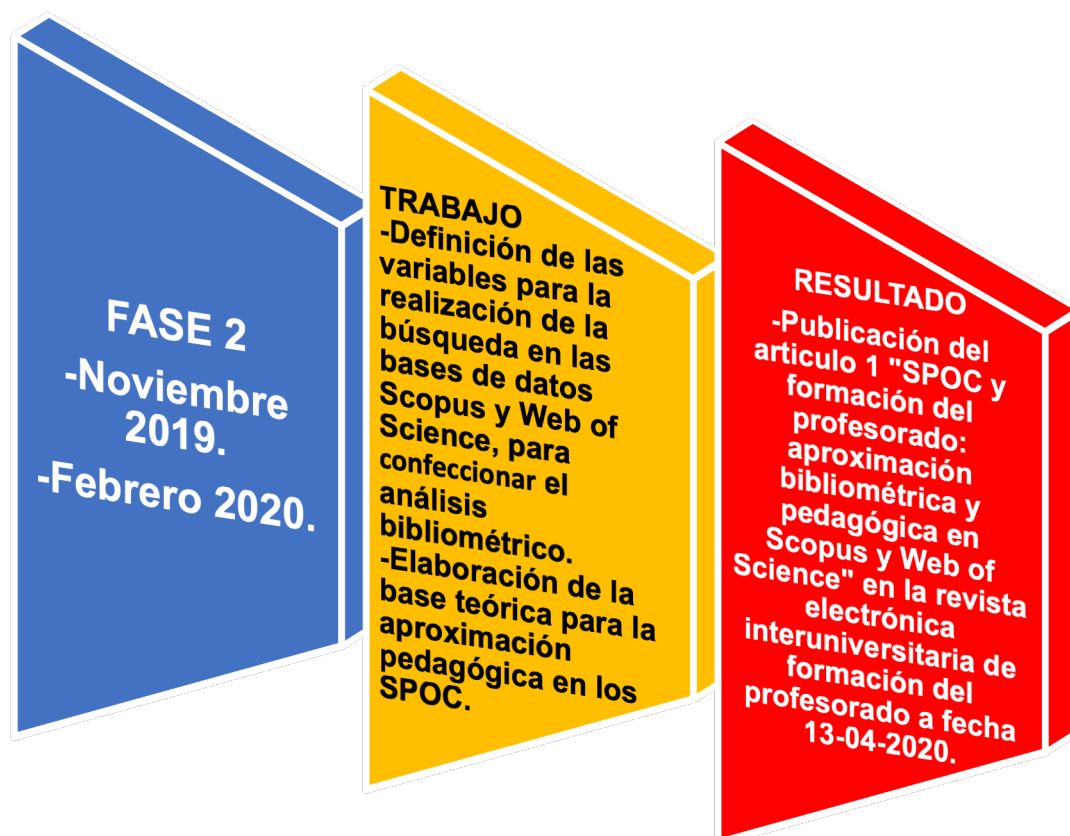 FASE 2
-Noviembre
2019.
-Febrero 2020.
TRABAJO
-Definición de las
variables para la
realización de la
búsqueda en las
bases de datos
Scopus y Web of
Science, para
confeccionar el
análisis
bibliométrico.
-Elaboración de la
base teórica para la
aproximación
pedagógica en los
SPOC.
RESULTADO
-Publicación del
articulo 1 "SPOC y
formación del
profesorado:
aproximación
bibliométrica y
pedagógica en
Scopus y Web of
Science" en la revista
electrónica
interuniversitaria de
formación del
profesorado a fecha
13-04-2020.